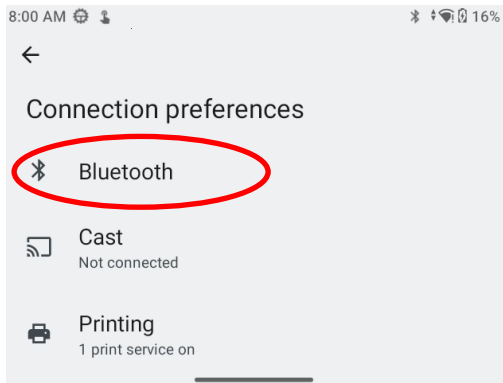 8:00 AM 16%
Connection preferences
Bluetooth
Cast
Not connected
Printing
1 print service on